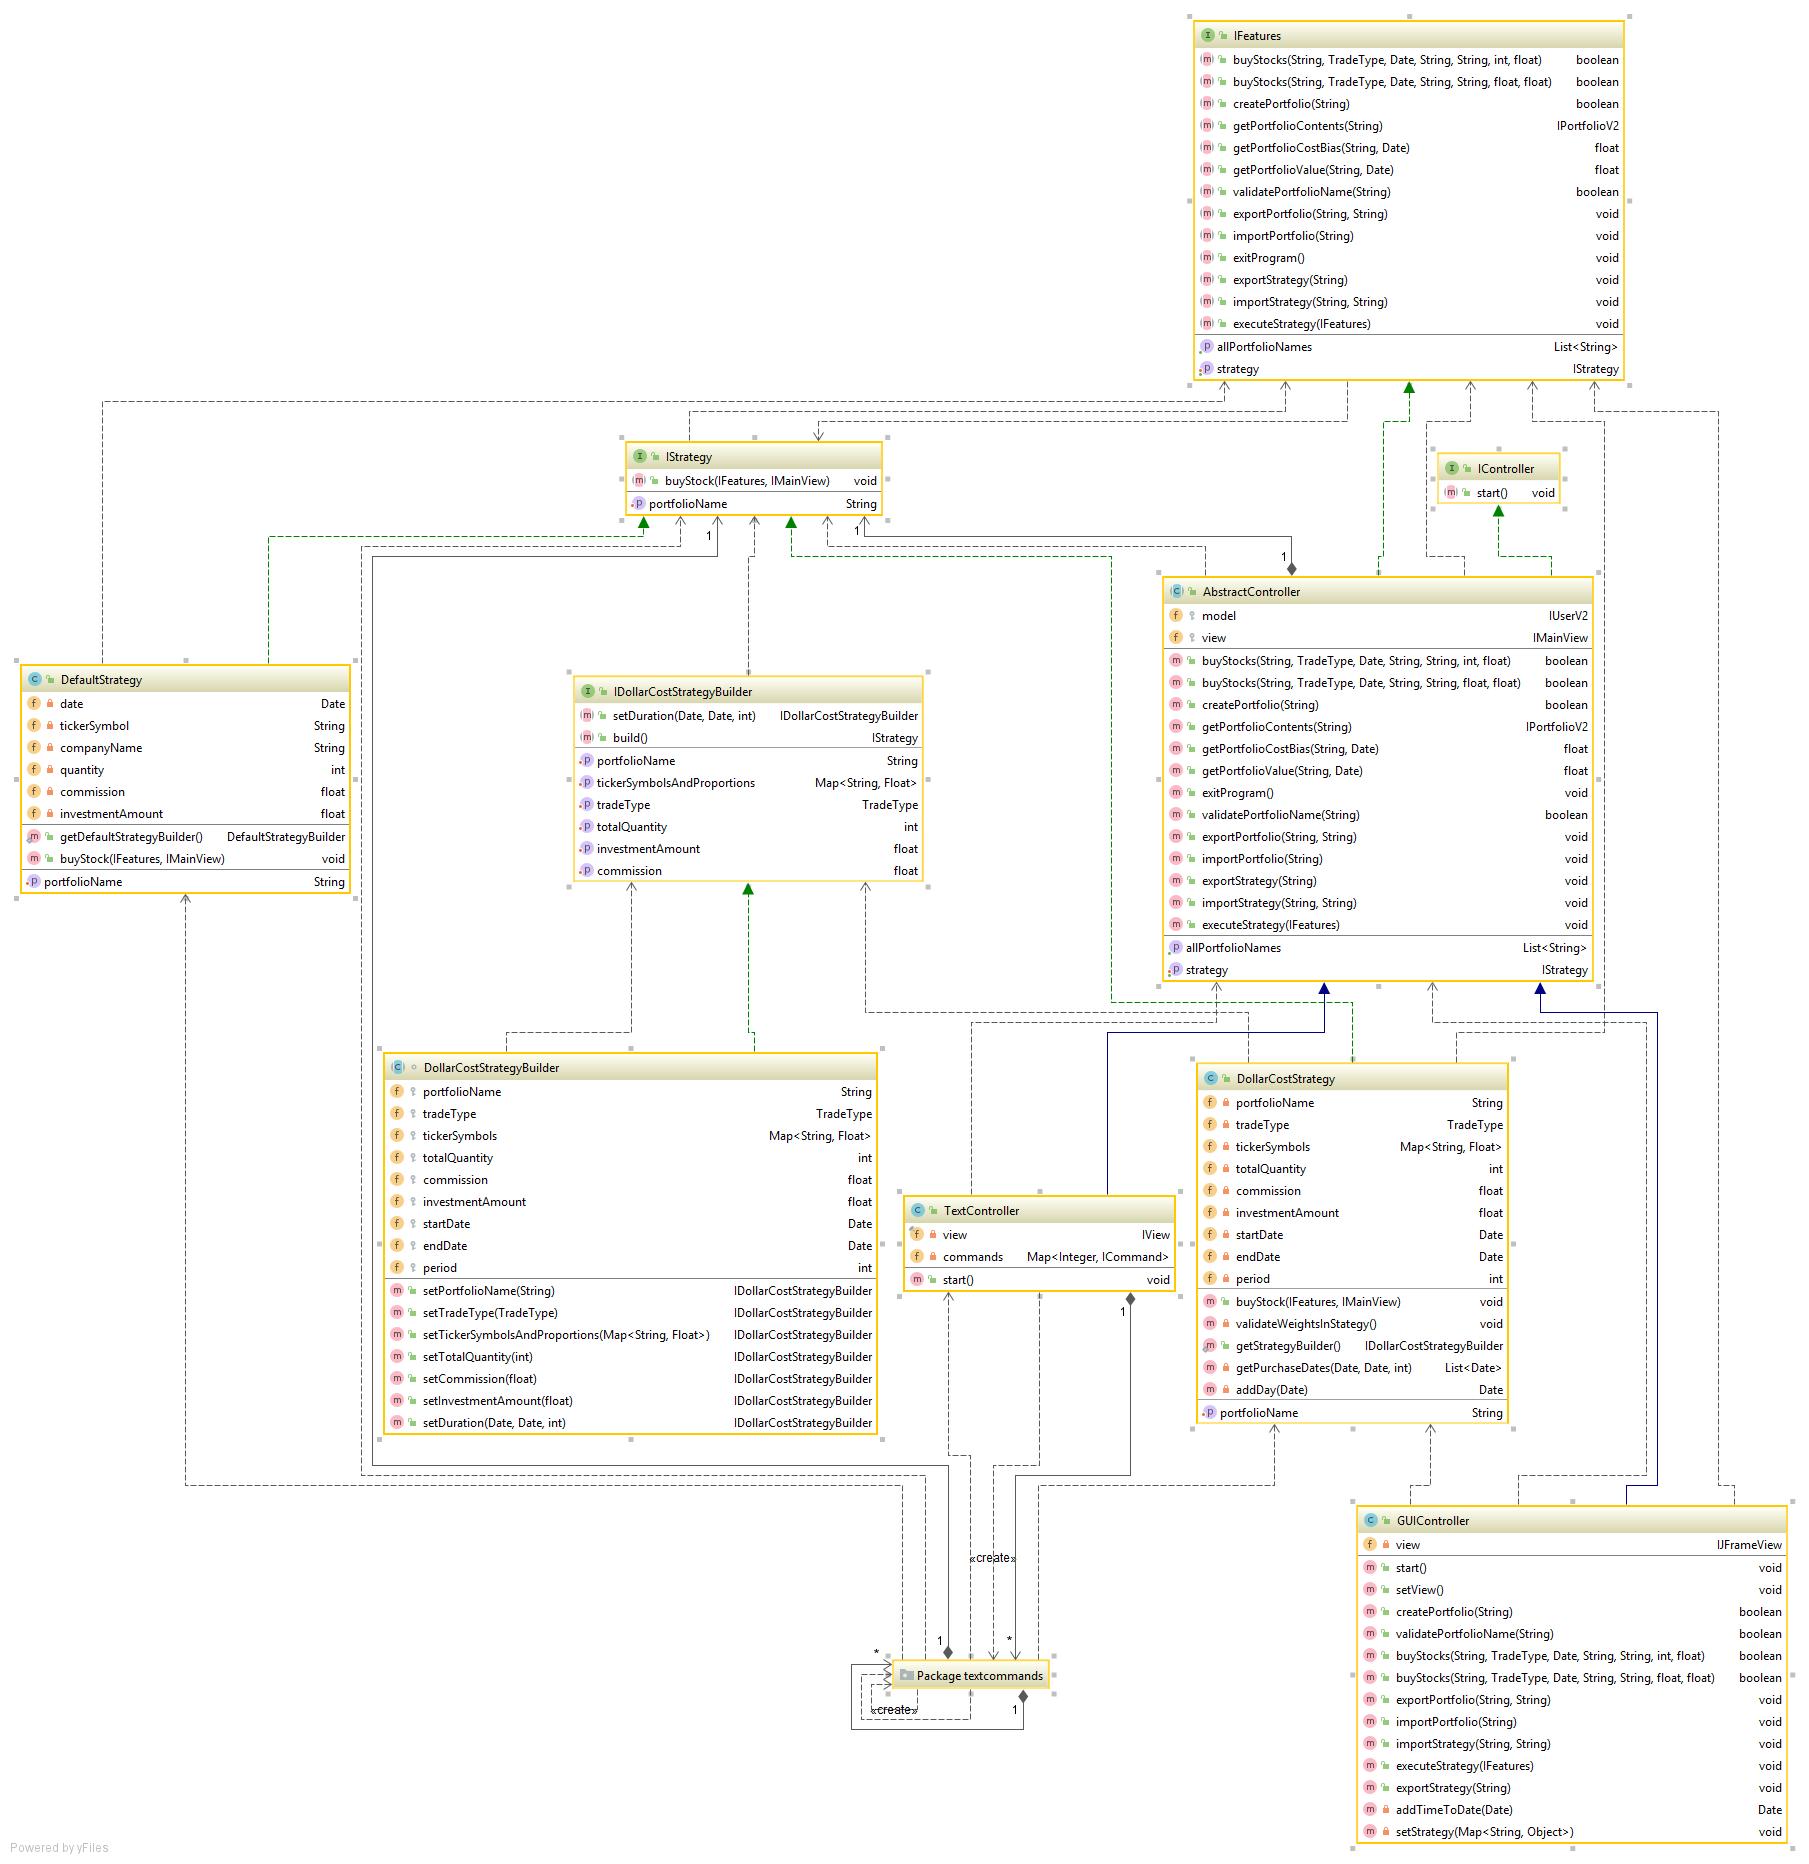 IFeatures
buyStocks(String, TradeType, Date, String, String, int, float) boolean
buyStocks(String, TradeType, Date, String, String, float, float) boolean
createPortfolio(String) boolean
getPortfolioContents(String) IPortfolioV2
getPortfolioCostBias(String, Date) float
getPortfolioValue(String, Date) float
validatePortfolioName(String) boolean
exportPortfolio(String, String) void
importPortfolio(String) void
exitProgram() void
exportStrategy(String) void
importStrategy(String, String) void
executeStrategy(IFeatures) void
allPortfolioNames List<String>
strategy IStrategy
IStrategy
buyStock(IFeatures, IMainView) void
portfolioName String
IController
start() void
1
1
1
AbstractController
model IUserV2
view IMainView
buyStocks(String, TradeType, Date, String, String, int, float) boolean
buyStocks(String, TradeType, Date, String, String, float, float) boolean
createPortfolio(String) boolean
getPortfolioContents(String) IPortfolioV2
getPortfolioCostBias(String, Date) float
getPortfolioValue(String, Date) float
exitProgram() void
validatePortfolioName(String) boolean
exportPortfolio(String, String) void
importPortfolio(String) void
exportStrategy(String) void
importStrategy(String, String) void
executeStrategy(IFeatures) void
allPortfolioNames List<String>
strategy IStrategy
DefaultStrategy
date Date
tickerSymbol String
companyName String
quantity int
commission float
investmentAmount float
getDefaultStrategyBuilder() DefaultStrategyBuilder
buyStock(IFeatures, IMainView) void
portfolioName String
IDollarCostStrategyBuilder
setDuration(Date, Date, int) IDollarCostStrategyBuilder
build() IStrategy
portfolioName String
tickerSymbolsAndProportions Map<String, Float>
tradeType TradeType
totalQuantity int
investmentAmount float
commission float
DollarCostStrategyBuilder
portfolioName String
tradeType TradeType
tickerSymbols Map<String, Float>
totalQuantity int
commission float
investmentAmount float
startDate Date
endDate Date
period int
setPortfolioName(String) IDollarCostStrategyBuilder
setTradeType(TradeType) IDollarCostStrategyBuilder
setTickerSymbolsAndProportions(Map<String, Float>) IDollarCostStrategyBuilder
setTotalQuantity(int) IDollarCostStrategyBuilder
setCommission(float) IDollarCostStrategyBuilder
setInvestmentAmount(float) IDollarCostStrategyBuilder
setDuration(Date, Date, int) IDollarCostStrategyBuilder
TextController
view IView
commands Map<Integer, ICommand>
start() void
1
DollarCostStrategy
portfolioName String
tradeType TradeType
tickerSymbols Map<String, Float>
totalQuantity int
commission float
investmentAmount float
startDate Date
endDate Date
period int
buyStock(IFeatures, IMainView) void
validateWeightsInStategy() void
getStrategyBuilder() IDollarCostStrategyBuilder
getPurchaseDates(Date, Date, int) List<Date>
addDay(Date) Date
portfolioName String
«create»
* 1 *
Package textcommands
«create» 1
GUIController
view IJFrameView
start() void
setView() void
createPortfolio(String) boolean
validatePortfolioName(String) boolean
buyStocks(String, TradeType, Date, String, String, int, float) boolean
buyStocks(String, TradeType, Date, String, String, float, float) boolean
exportPortfolio(String, String) void
importPortfolio(String) void
importStrategy(String, String) void
executeStrategy(IFeatures) void
exportStrategy(String) void
addTimeToDate(Date) Date
setStrategy(Map<String, Object>) void
Powered by yFiles